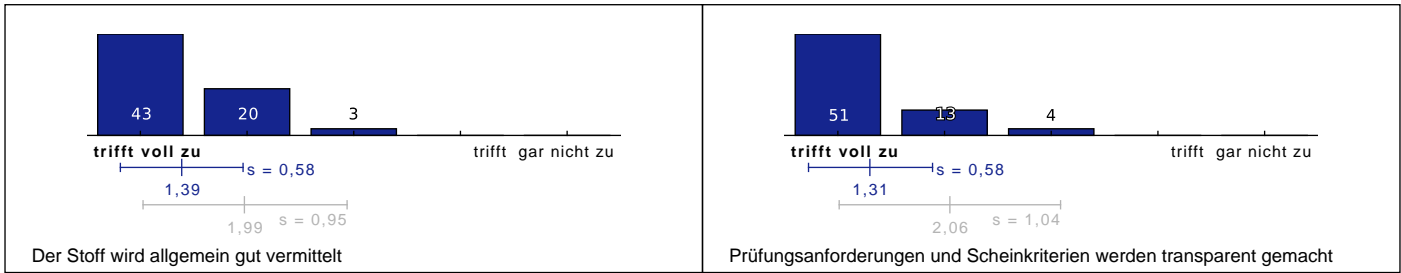 43 20 3
trifft voll zu trifft gar nicht zu
s = 0,58
1,39
s = 0,95
1,99
Der Stoff wird allgemein gut vermittelt
51 13 4
trifft voll zu trifft gar nicht zu
s = 0,58
1,31
s = 1,04
2,06
Prüfungsanforderungen und Scheinkriterien werden transparent gemacht